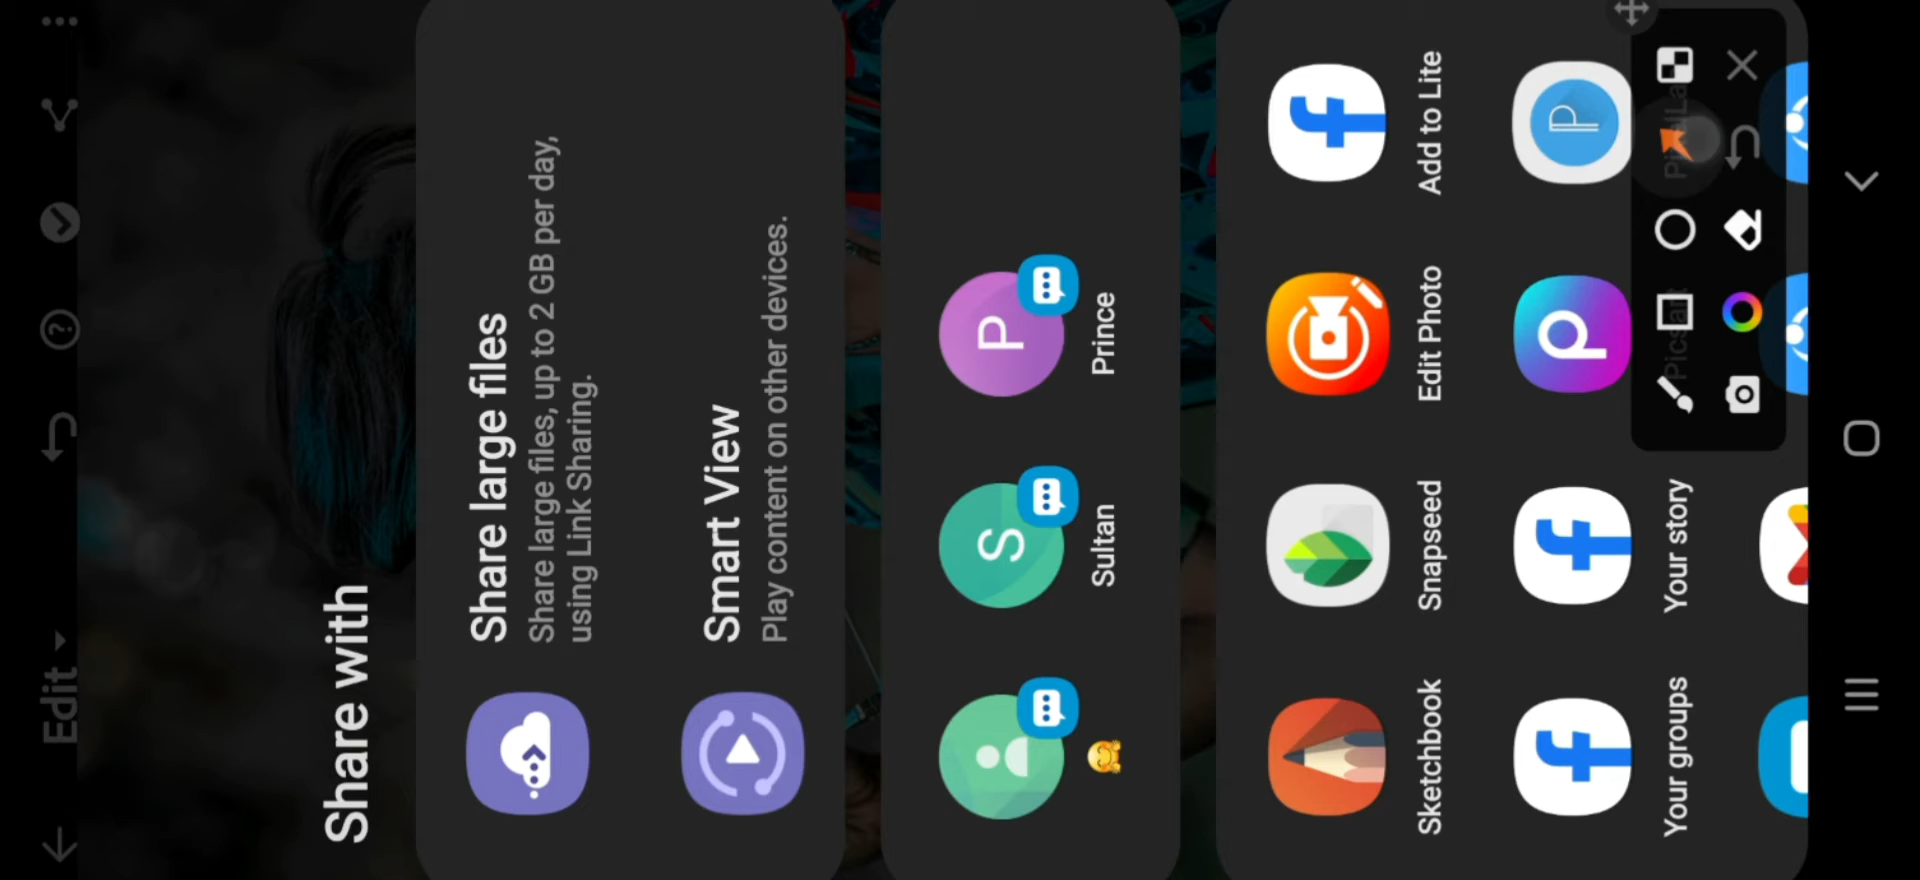 Edit
Share with
Share large files
Share large files, up to 2 GB per day,
using Link Sharing.
Smart View
Play content on other devices.
S
P
Sultan
Prince
Sketchbook
Snapseed
Edit Photo
Add to Lite
Your groups
Your story
Picsart